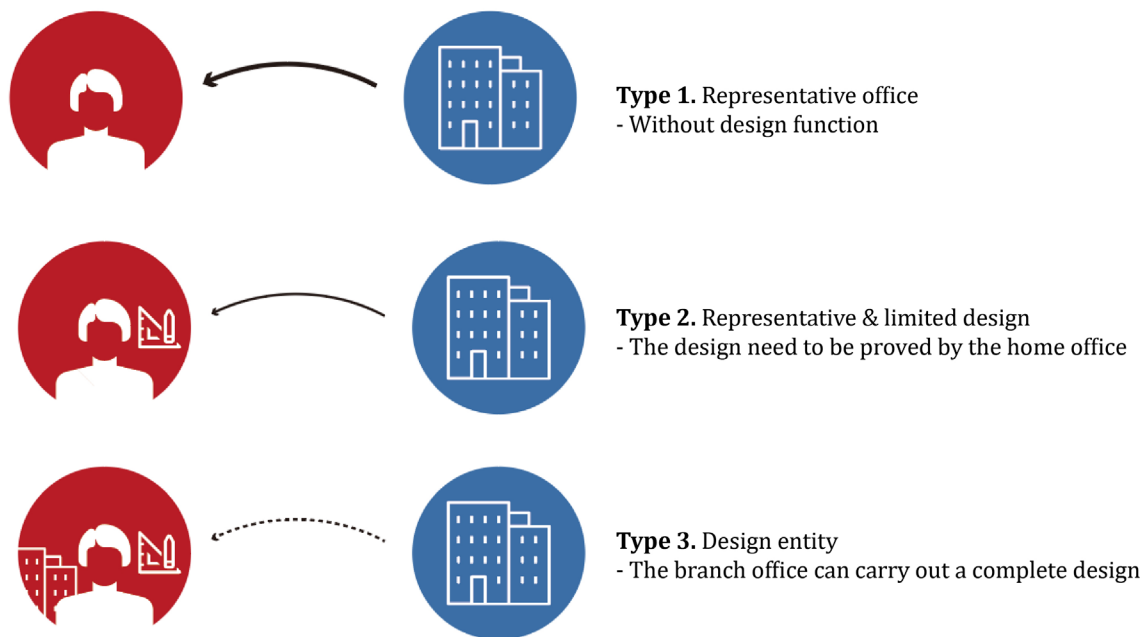 Type 1. Representative office
- Without design function
Type 2. Representative & limited design
- The design need to be proved by the home office
Type 3. Design entity
- The branch office can carry out a complete design